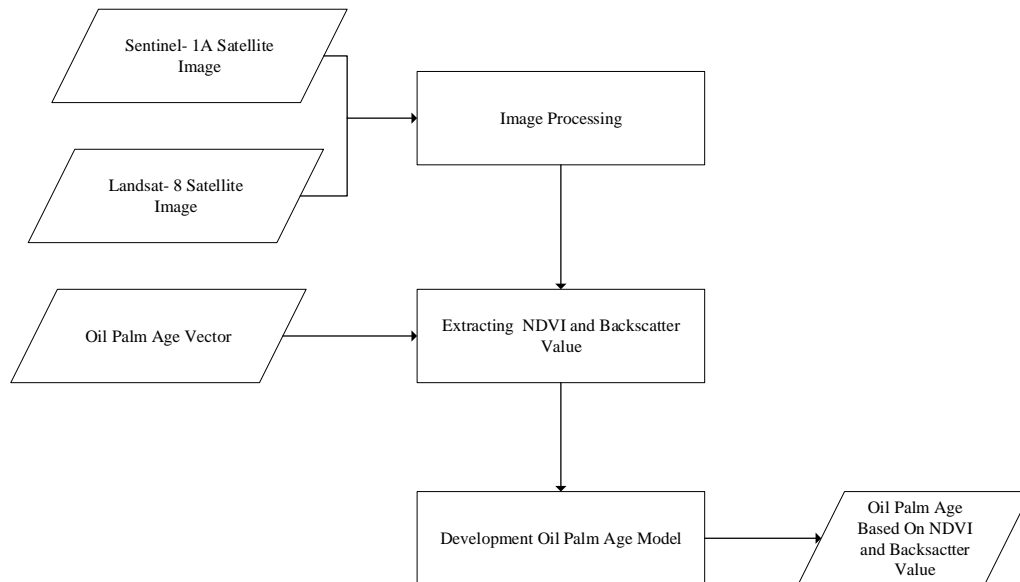 Sentinel- 1A Satellite
Image
Image Processing
Landsat- 8 Satellite
Image
Oil Palm Age Vector
Extracting NDVI and Backscatter
Value
Development Oil Palm Age Model
Oil Palm Age
Based On NDVI
and Backsactter
Value